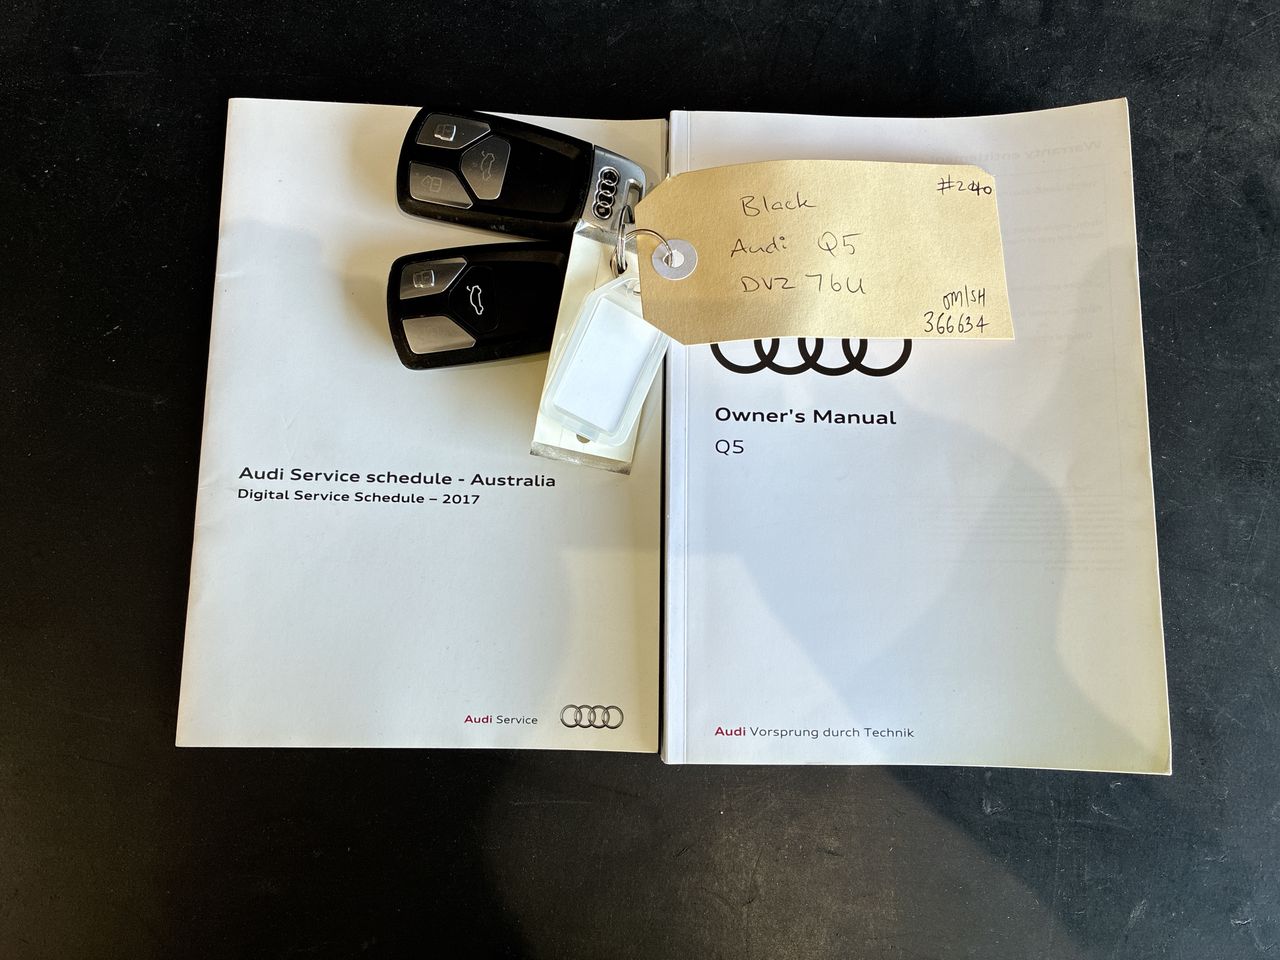 #240
Black
Audi Q5
DVZ 76U
OM/SH
366634
Owner's Manual
Q5
Audi Service schedule - Australia
Digital Service Schedule – 2017
Audi Service
Audi Vorsprung durch Technik